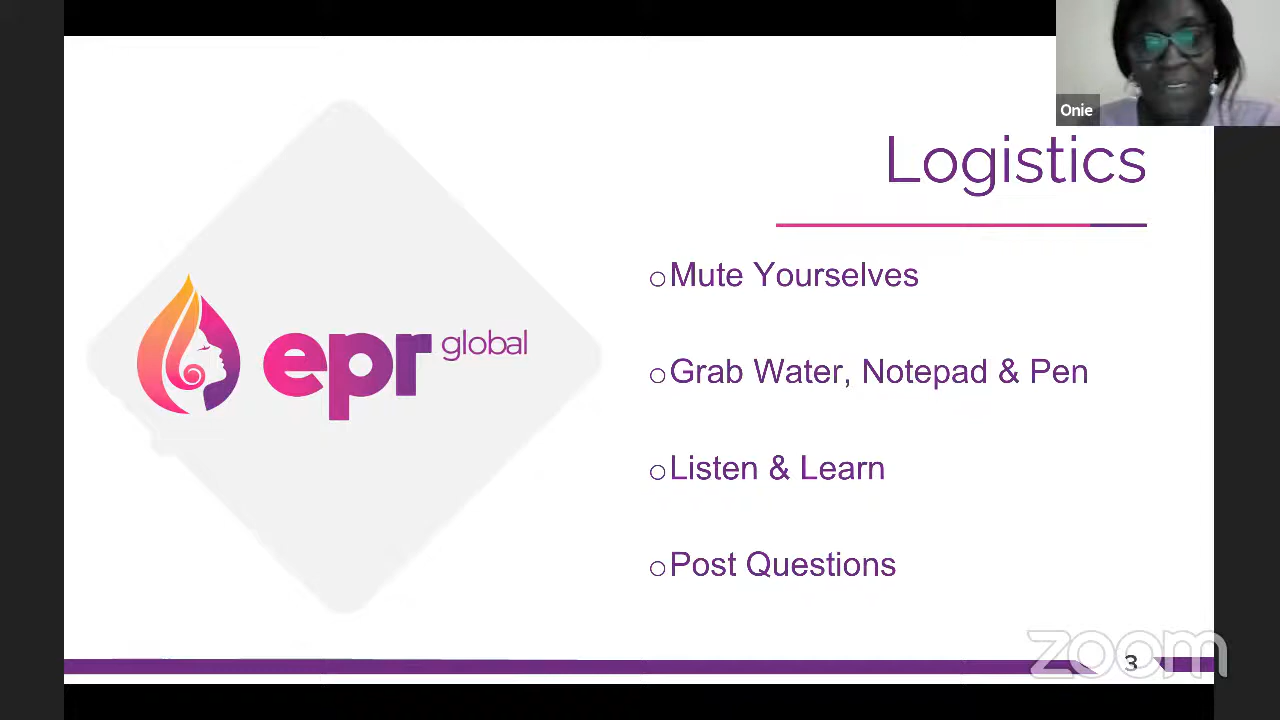 Onie
Logistics
epr global
Mute Yourselves
Grab Water, Notepad & Pen
Listen & Learn
Post Questions
zoom
3